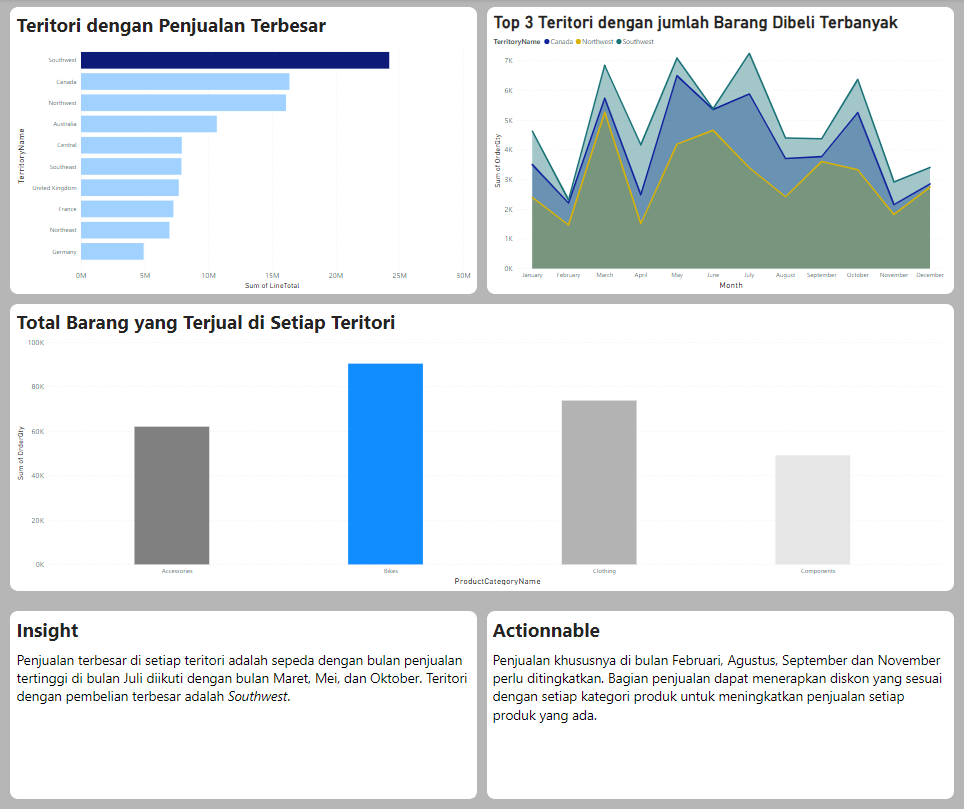 Teritori dengan Penjualan Terbesar
TerritoryName
Southwest
Canada
Northwest
Australia
Central
Southeast
United Kingdom
France
Northeast
Germany
0M 5M 10M 15M 20M 25M 30M
Sum of LineTotal
Top 3 Teritori dengan jumlah Barang Dibeli Terbanyak
TerritoryName Canada Northwest Southwest
Sum of OrderQty
7K
6K
5K
4K
3K
2K
1K
0K
January February March April May June July August September October November December
Month
Total Barang yang Terjual di Setiap Teritori
Sum of OrderQty
100K
80K
60K
40K
20K
0K
Accessories Bikes Clothing Components
ProductCategoryName
Insight
Penjualan terbesar di setiap teritori adalah sepeda dengan bulan penjualan
tertinggi di bulan Juli diikuti dengan bulan Maret, Mei, dan Oktober. Teritori
dengan pembelian terbesar adalah Southwest.
Actionnable
Penjualan khususnya di bulan Februari, Agustus, September dan November
perlu ditingkatkan. Bagian penjualan dapat menerapkan diskon yang sesuai
dengan setiap kategori produk untuk meningkatkan penjualan setiap
produk yang ada.